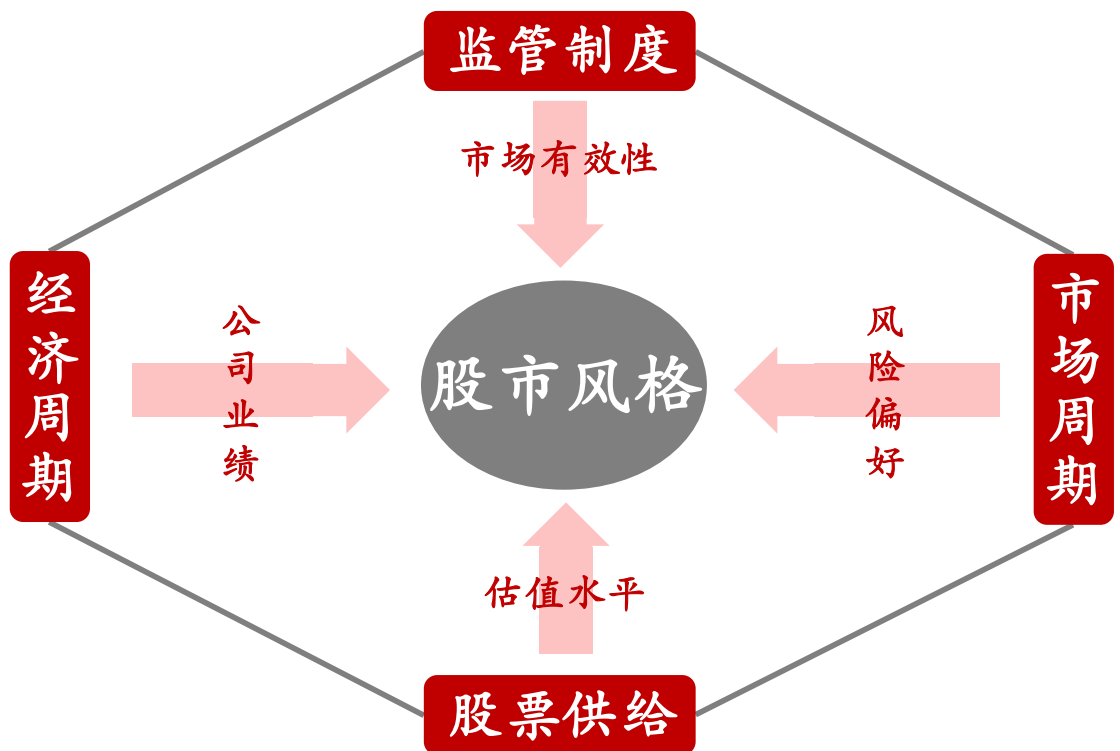 监管制度
市场有效性
经济周期
公司业绩
股市风格
风险偏好
市场周期
估值水平
股票供给